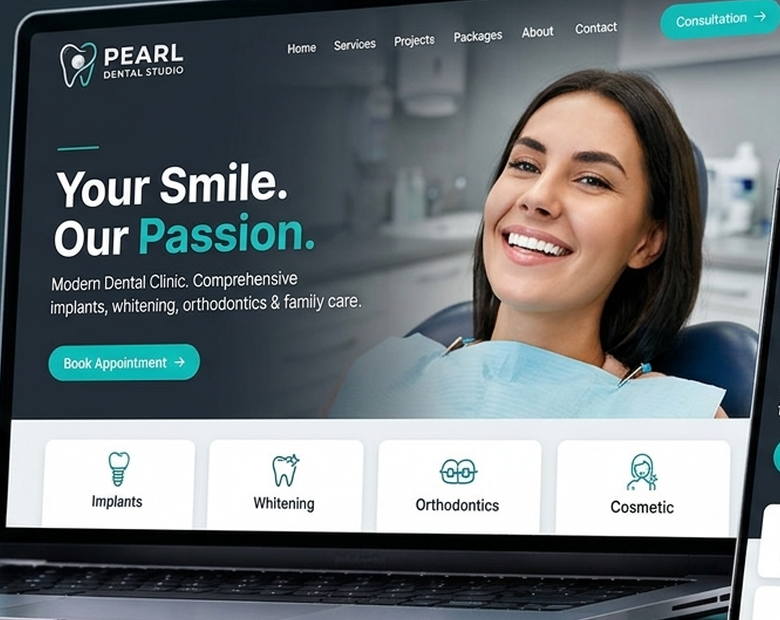 PEARL
DENTAL STUDIO
Home Services Projects Packages About Contact
Consultation →
Your Smile.
Our Passion.
Modern Dental Clinic. Comprehensive
implants, whitening, orthodontics & family care.
Book Appointment →
Implants
Whitening
Orthodontics
Cosmetic